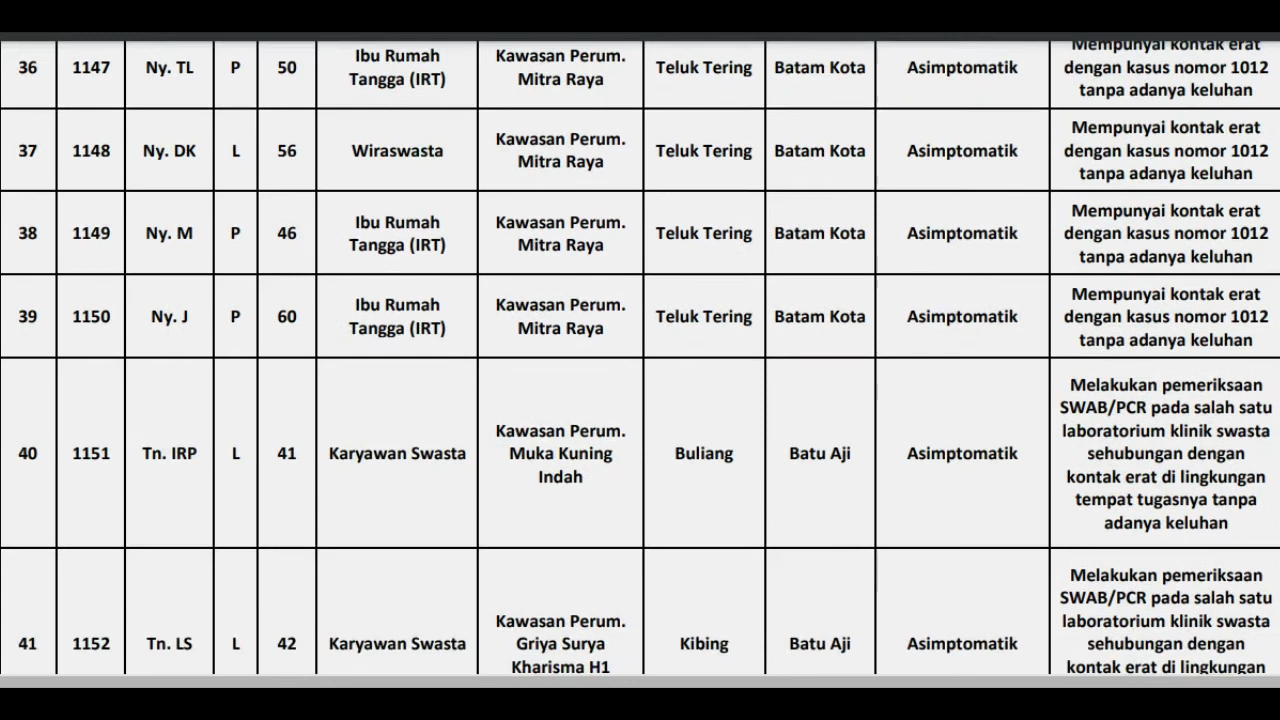 36 1147 Ny. TL P 50 Ibu Rumah Tangga (IRT) Kawasan Perum. Mitra Raya Teluk Tering Batam Kota Asimptomatik Mempunyai kontak erat dengan kasus nomor 1012 tanpa adanya keluhan
37 1148 Ny. DK L 56 Wiraswasta Kawasan Perum. Mitra Raya Teluk Tering Batam Kota Asimptomatik Mempunyai kontak erat dengan kasus nomor 1012 tanpa adanya keluhan
38 1149 Ny. M P 46 Ibu Rumah Tangga (IRT) Kawasan Perum. Mitra Raya Teluk Tering Batam Kota Asimptomatik Mempunyai kontak erat dengan kasus nomor 1012 tanpa adanya keluhan
39 1150 Ny. J P 60 Ibu Rumah Tangga (IRT) Kawasan Perum. Mitra Raya Teluk Tering Batam Kota Asimptomatik Mempunyai kontak erat dengan kasus nomor 1012 tanpa adanya keluhan
40 1151 Tn. IRP L 41 Karyawan Swasta Kawasan Perum. Muka Kuning Indah Buliang Batu Aji Asimptomatik Melakukan pemeriksaan SWAB/PCR pada salah satu laboratorium klinik swasta sehubungan dengan kontak erat di lingkungan tempat tugasnya tanpa adanya keluhan
41 1152 Tn. LS L 42 Karyawan Swasta Kawasan Perum. Griya Surya Kharisma H1 Kibing Batu Aji Asimptomatik Melakukan pemeriksaan SWAB/PCR pada salah satu laboratorium klinik swasta sehubungan dengan kontak erat di lingkungan